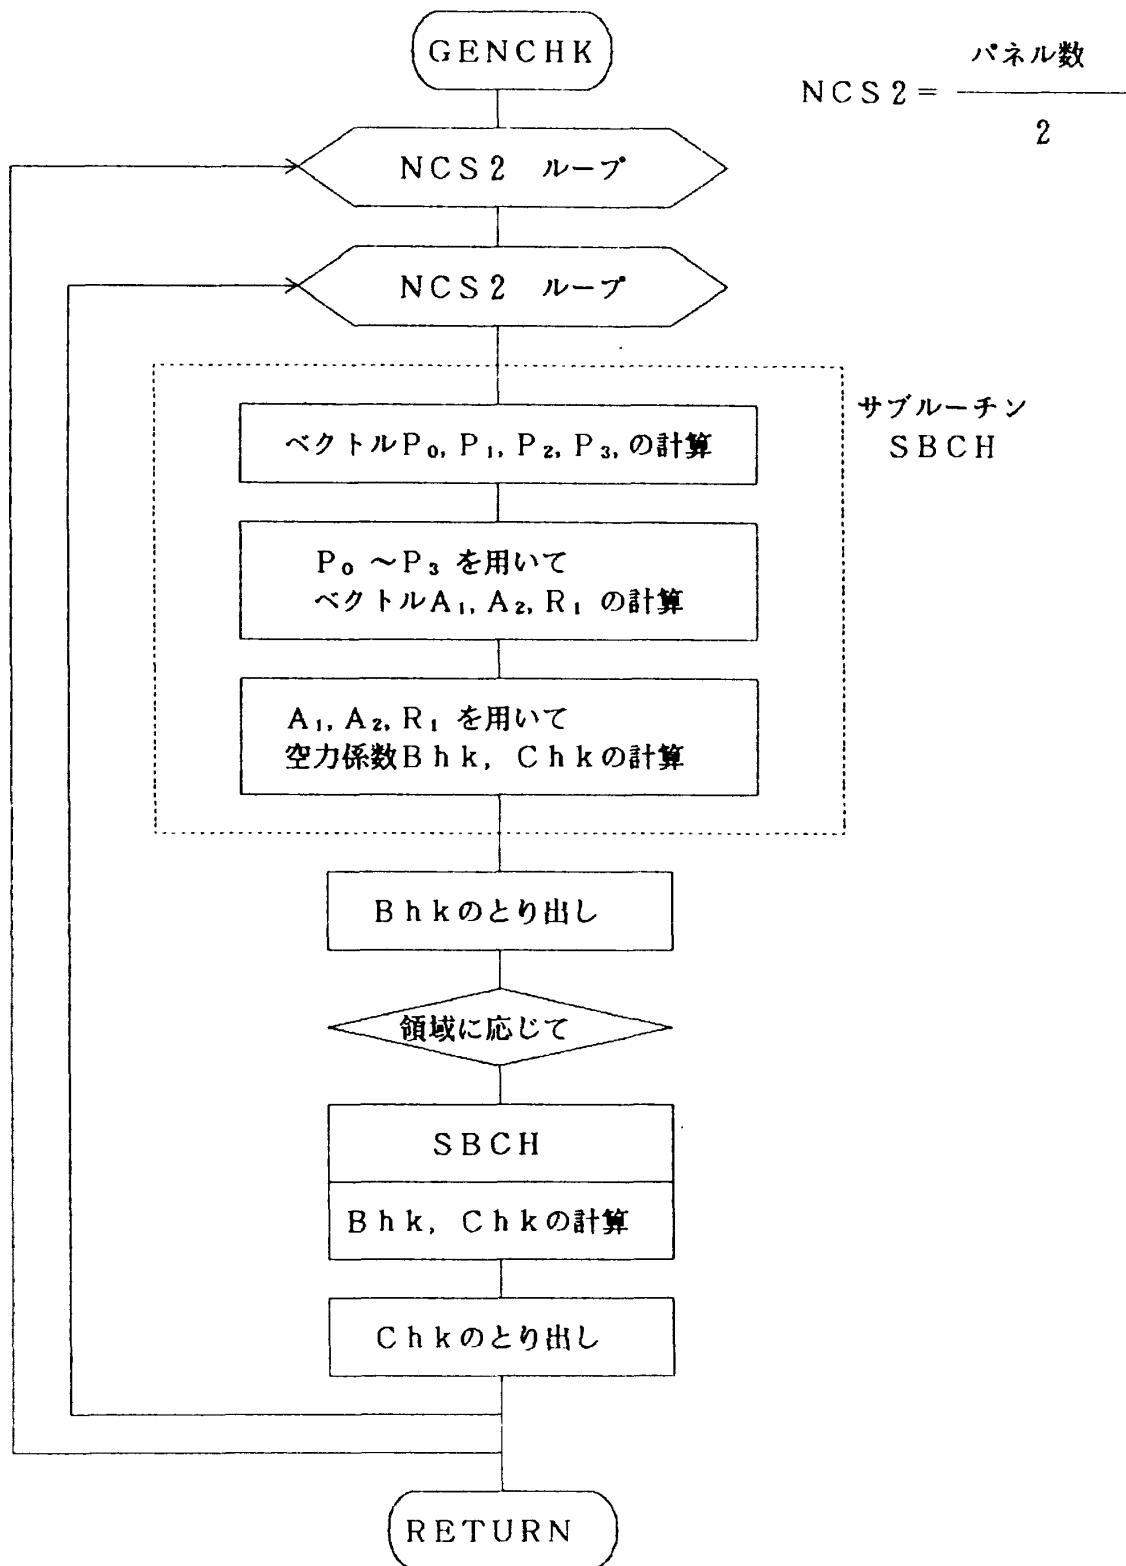 GENCHK
パネル数
NCS2=
2
NCS2 ループ
NCS2 ループ
サブルーチン
SBCH
ベクトルP₀, P₁, P₂, P₃, の計算
P₀ ~P₃ を用いて
ベクトルA₁, A₂, R₁ の計算
A₁, A₂, R₁ を用いて
空力係数Bhk, Chkの計算
Bhkのとり出し
領域に応じて
SBCH
Bhk, Chkの計算
Chkのとり出し
RETURN